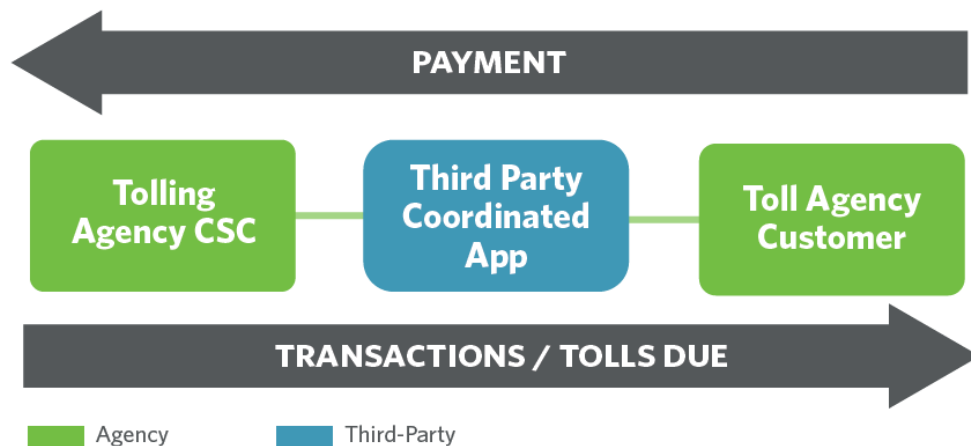 PAYMENT
Tolling
Agency CSC
Third Party
Coordinated
App
Toll Agency
Customer
TRANSACTIONS / TOLLS DUE
Agency
Third-Party